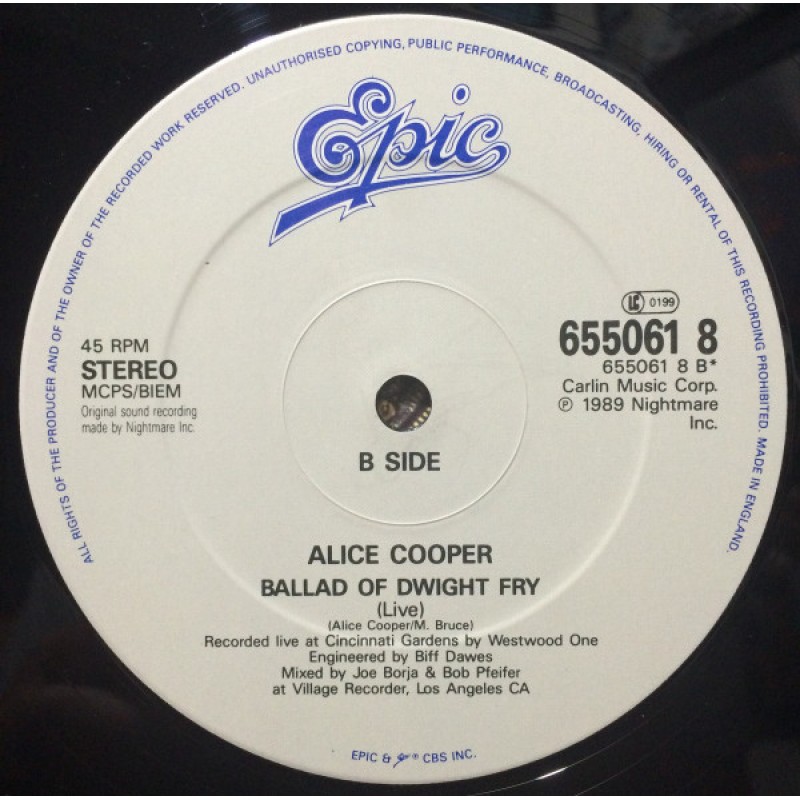 ALL RIGHTS OF THE PRODUCER AND OF THE OWNER OF THE RECORDED WORK RESERVED. UNAUTHORISED COPYING, PUBLIC PERFORMANCE, BROADCASTING, HIRING OR RENTAL OF THIS RECORDING PROHIBITED. MADE IN ENGLAND.
Epic
45 RPM
STEREO
MCPS/BIEM
Original sound recording
made by Nightmare Inc.
LC 0199
655061 8
655061 8 B*
Carlin Music Corp.
℗ 1989 Nightmare
Inc.
B SIDE
ALICE COOPER
BALLAD OF DWIGHT FRY
(Live)
(Alice Cooper/M. Bruce)
Recorded live at Cincinnati Gardens by Westwood One
Engineered by Biff Dawes
Mixed by Joe Borja & Bob Pfeifer
at Village Recorder, Los Angeles CA
EPIC & Epic ® CBS INC.